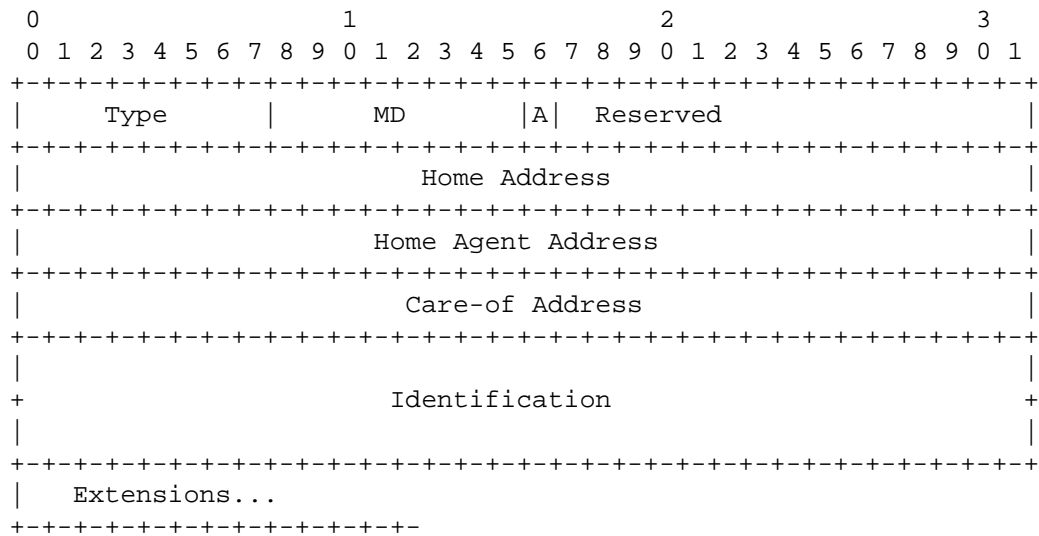 0                   1                   2                   3
 0 1 2 3 4 5 6 7 8 9 0 1 2 3 4 5 6 7 8 9 0 1 2 3 4 5 6 7 8 9 0 1
+-+-+-+-+-+-+-+-+-+-+-+-+-+-+-+-+-+-+-+-+-+-+-+-+-+-+-+-+-+-+-+-+
|     Type      |      MD       |A|  Reserved                   |
+-+-+-+-+-+-+-+-+-+-+-+-+-+-+-+-+-+-+-+-+-+-+-+-+-+-+-+-+-+-+-+-+
|                         Home Address                          |
+-+-+-+-+-+-+-+-+-+-+-+-+-+-+-+-+-+-+-+-+-+-+-+-+-+-+-+-+-+-+-+-+
|                      Home Agent Address                       |
+-+-+-+-+-+-+-+-+-+-+-+-+-+-+-+-+-+-+-+-+-+-+-+-+-+-+-+-+-+-+-+-+
|                        Care-of Address                        |
+-+-+-+-+-+-+-+-+-+-+-+-+-+-+-+-+-+-+-+-+-+-+-+-+-+-+-+-+-+-+-+-+
|                                                               |
+                       Identification                          +
|                                                               |
+-+-+-+-+-+-+-+-+-+-+-+-+-+-+-+-+-+-+-+-+-+-+-+-+-+-+-+-+-+-+-+-+
|   Extensions...
+-+-+-+-+-+-+-+-+-+-+-+-+-